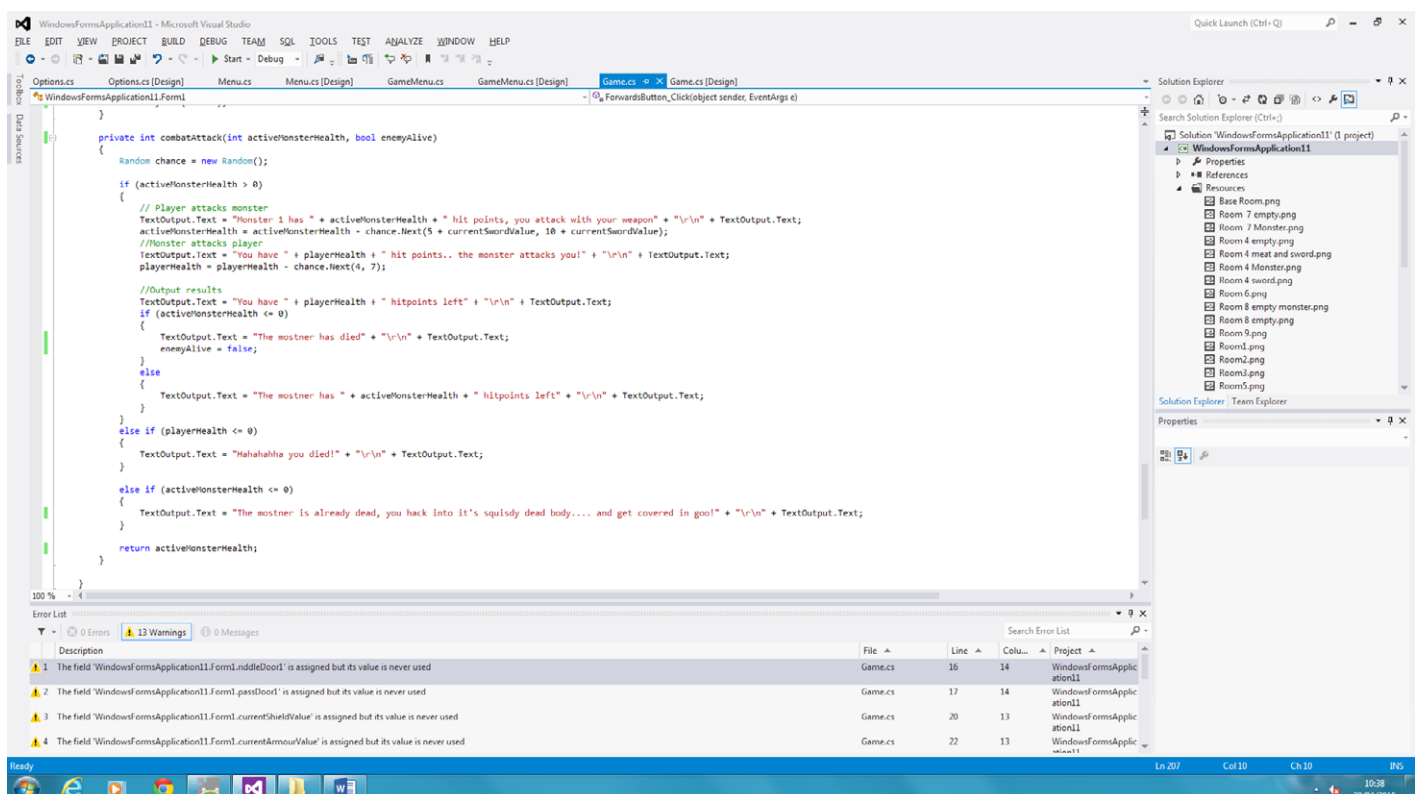 WindowsFormsApplication11 - Microsoft Visual Studio
Quick Launch (Ctrl+Q)
FILE EDIT VIEW PROJECT BUILD DEBUG TEAM SQL TOOLS TEST ANALYZE WINDOW HELP
Start - Debug
Toolbox
Data Sources
Options.cs Options.cs [Design] Menu.cs Menu.cs [Design] GameMenu.cs GameMenu.cs [Design] Game.cs Game.cs [Design]
WindowsFormsApplication11.Form1
ForwardsButton_Click(object sender, EventArgs e)
}
private int combatAttack(int activeMonsterHealth, bool enemyAlive)
{
Random chance = new Random();
if (activeMonsterHealth > 0)
{
// Player attacks monster
TextOutput.Text = "Monster 1 has " + activeMonsterHealth + " hit points, you attack with your weapon" + "\r\n" + TextOutput.Text;
activeMonsterHealth = activeMonsterHealth - chance.Next(5 + currentSwordValue, 10 + currentSwordValue);
//Monster attacks player
TextOutput.Text = "You have " + playerHealth + " hit points.. the monster attacks you!" + "\r\n" + TextOutput.Text;
playerHealth = playerHealth - chance.Next(4, 7);
//Output results
TextOutput.Text = "You have " + playerHealth + " hitpoints left" + "\r\n" + TextOutput.Text;
if (activeMonsterHealth <= 0)
{
TextOutput.Text = "The mostner has died" + "\r\n" + TextOutput.Text;
enemyAlive = false;
}
else
{
TextOutput.Text = "The mostner has " + activeMonsterHealth + " hitpoints left" + "\r\n" + TextOutput.Text;
}
}
else if (playerHealth <= 0)
{
TextOutput.Text = "Hahahahha you died!" + "\r\n" + TextOutput.Text;
}
else if (activeMonsterHealth <= 0)
{
TextOutput.Text = "The mostner is already dead, you hack into it's squisdy dead body.... and get covered in goo!" + "\r\n" + TextOutput.Text;
}
return activeMonsterHealth;
}
}
100 %
Solution Explorer
Search Solution Explorer (Ctrl+;)
Solution 'WindowsFormsApplication11' (1 project)
WindowsFormsApplication11
Properties
References
Resources
Base Room.png
Room 7 empty.png
Room 7 Monster.png
Room 4 empty.png
Room 4 meat and sword.png
Room 4 Monster.png
Room 4 sword.png
Room 6.png
Room 8 empty monster.png
Room 8 empty.png
Room 9.png
Room1.png
Room2.png
Room3.png
Room5.png
Solution Explorer Team Explorer
Properties
Error List
0 Errors 13 Warnings 0 Messages
Search Error List
Description File Line Colu... Project
1 The field 'WindowsFormsApplication11.Form1.riddleDoor1' is assigned but its value is never used Game.cs 16 14 WindowsFormsApplic
ation11
2 The field 'WindowsFormsApplication11.Form1.passDoor1' is assigned but its value is never used Game.cs 17 14 WindowsFormsApplic
ation11
3 The field 'WindowsFormsApplication11.Form1.currentShieldValue' is assigned but its value is never used Game.cs 20 13 WindowsFormsApplic
ation11
4 The field 'WindowsFormsApplication11.Form1.currentArmourValue' is assigned but its value is never used Game.cs 22 13 WindowsFormsApplic
Ready Ln 207 Col 10 Ch 10 INS
10:38